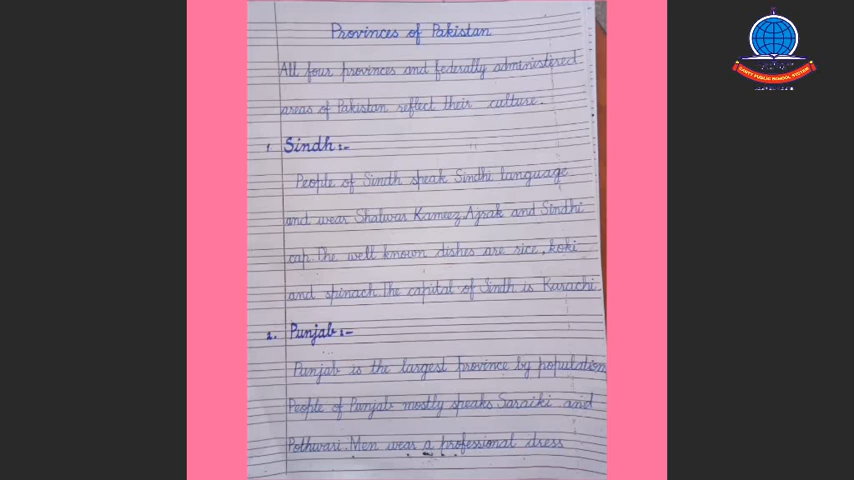 Provinces of Pakistan
All four provinces and federally administered
areas of Pakistan reflect their culture.
1. Sindh:-
People of Sindh speak Sindhi language
and wear Shalwar Kameez, Ajrak and Sindhi
cap. The well known dishes are rice, koki
and spinach. The capital of Sindh is Karachi.
2. Punjab:-
Punjab is the largest province by population
People of Punjab mostly speaks Saraiki and
Pothwari. Men wear a professional dress
PUBLIC SCHOOL SYSTEM